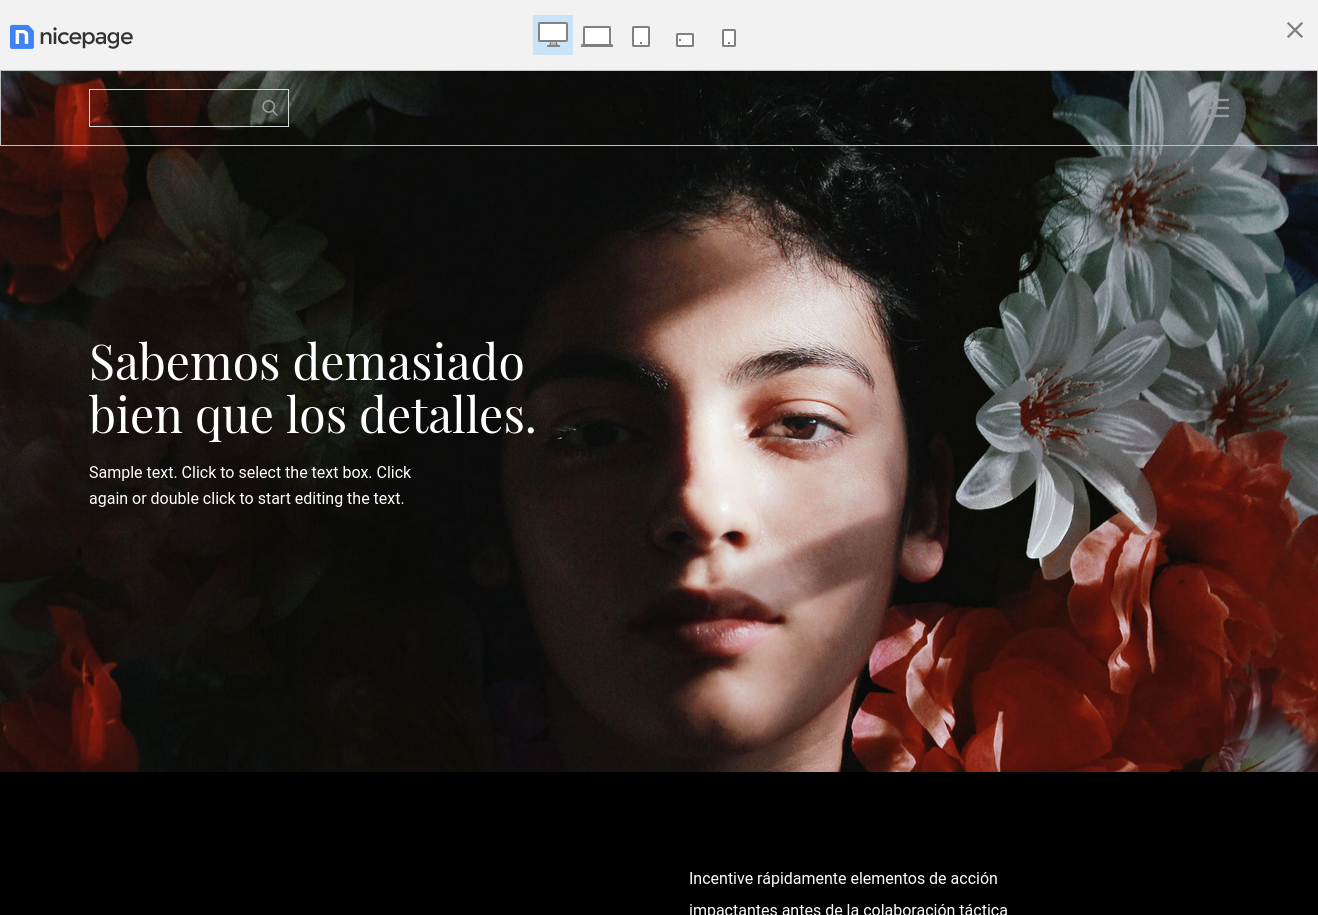 nicepage
Sabemos demasiado
bien que los detalles.
Sample text. Click to select the text box. Click
again or double click to start editing the text.
Incentive rápidamente elementos de acción
impactantes antes de la colaboración táctica